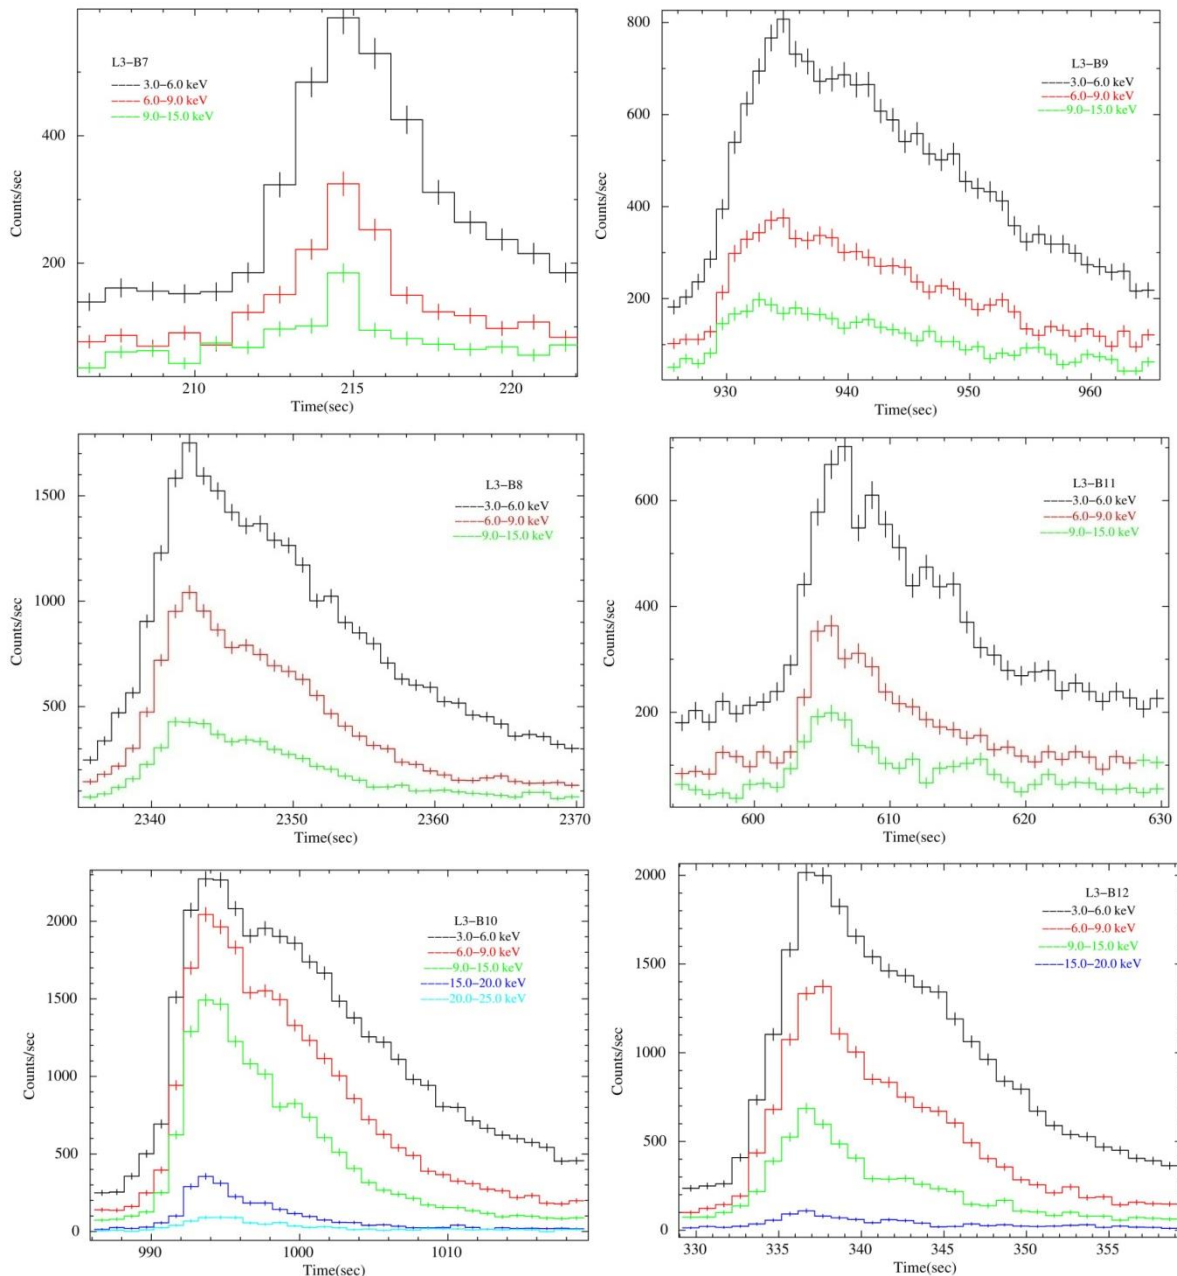 L3-B7
3.0-6.0 keV
6.0-9.0 keV
9.0-15.0 keV
Counts/sec
400
200
210
215
220
Time(sec)
L3-B9
3.0-6.0 keV
6.0-9.0 keV
9.0-15.0 keV
Counts/sec
800
600
400
200
930
940
950
960
Time(sec)
L3-B8
3.0-6.0 keV
6.0-9.0 keV
9.0-15.0 keV
Counts/sec
1500
1000
500
2340
2350
2360
2370
Time(sec)
L3-B11
3.0-6.0 keV
6.0-9.0 keV
9.0-15.0 keV
Counts/sec
600
400
200
600
610
620
630
Time(sec)
L3-B10
3.0-6.0 keV
6.0-9.0 keV
9.0-15.0 keV
15.0-20.0 keV
20.0-25.0 keV
Counts/sec
2000
1500
1000
500
0
990
1000
1010
Time(sec)
L3-B12
3.0-6.0 keV
6.0-9.0 keV
9.0-15.0 keV
15.0-20.0 keV
Counts/sec
2000
1500
1000
500
0
330
335
340
345
350
355
Time(sec)